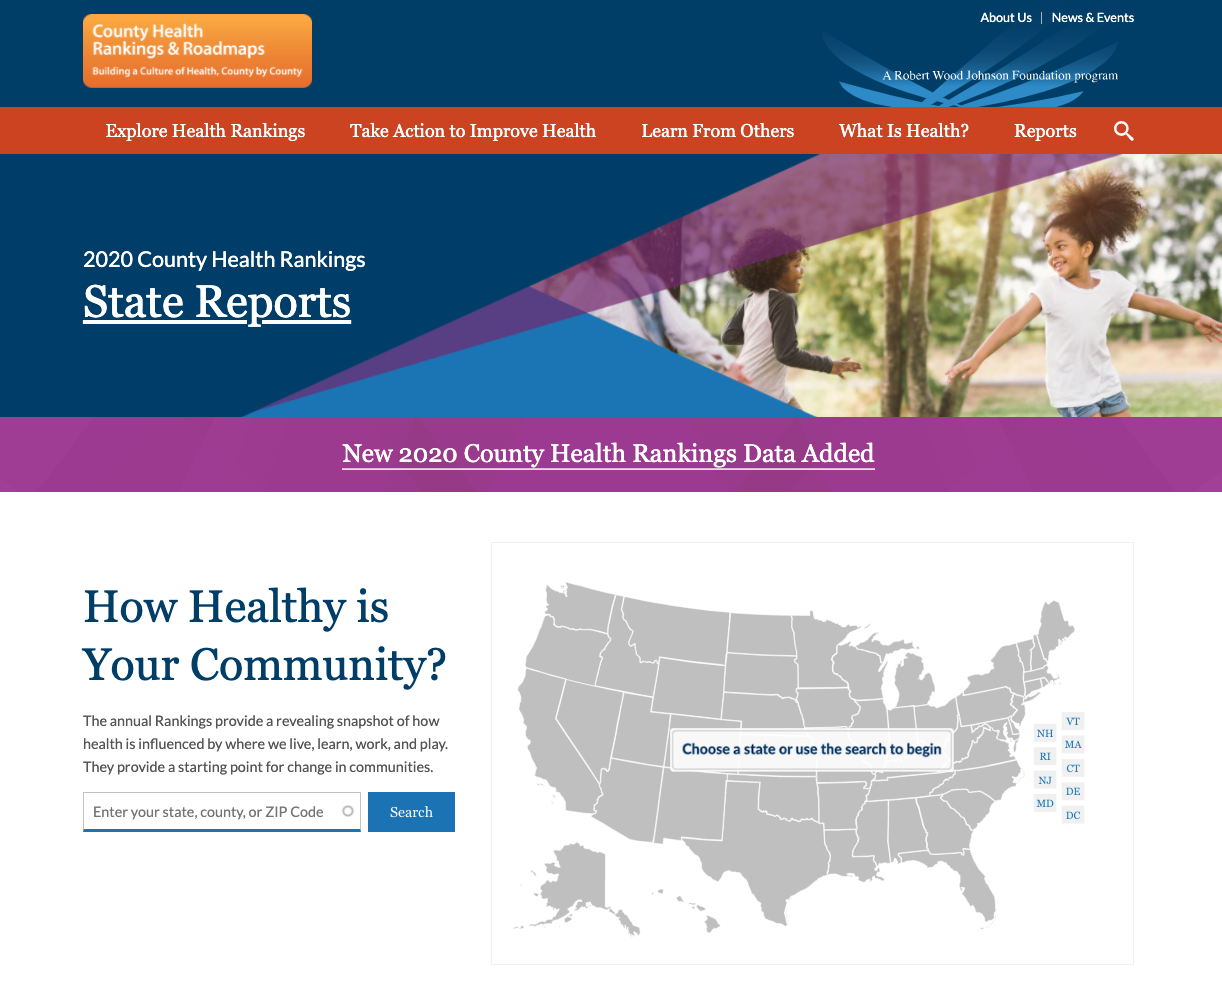 County Health
Rankings & Roadmaps
Building a Culture of Health, County by County
About Us | News & Events
A Robert Wood Johnson Foundation program
Explore Health Rankings
Take Action to Improve Health
Learn From Others
What Is Health?
Reports
2020 County Health Rankings
State Reports
New 2020 County Health Rankings Data Added
How Healthy is
Your Community?
The annual Rankings provide a revealing snapshot of how
health is influenced by where we live, learn, work, and play.
They provide a starting point for change in communities.
Enter your state, county, or ZIP Code
Search
Choose a state or use the search to begin
VT
NH
MA
RI
CT
NJ
DE
MD
DC